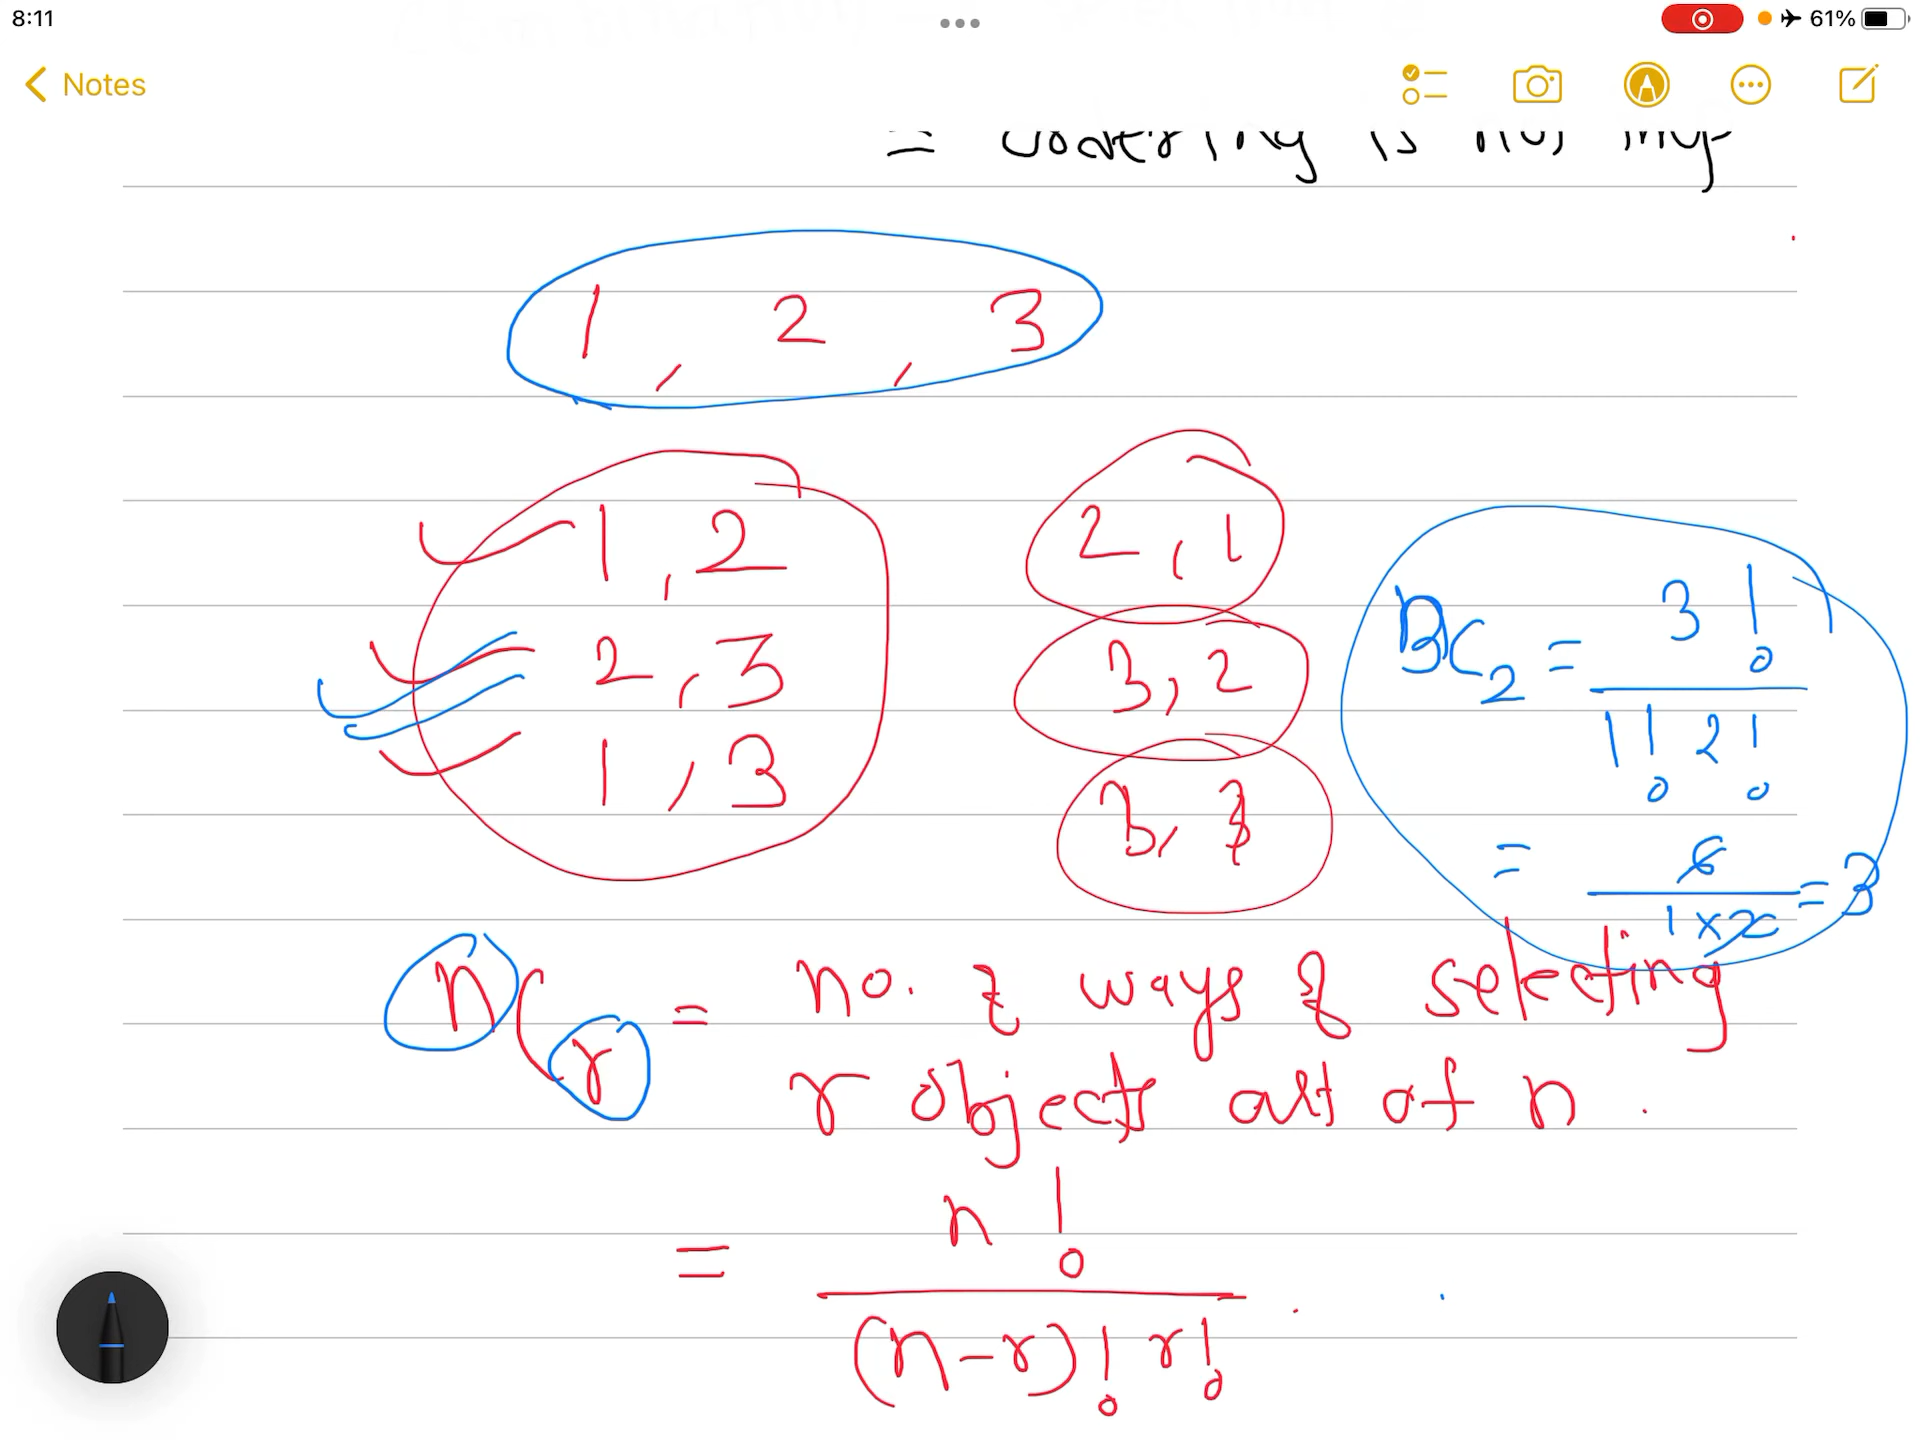 8:11
61%
Notes
= ordering is not imp
1, 2, 3
1, 2
2, 3
1, 3
2, 1
3, 2
3,
3C2 = 3! / 1! 2!
= 6 / 1 x 2 = 3
nCr = no. of ways of selecting
r objects out of n.
= n! / (n-r)! r!